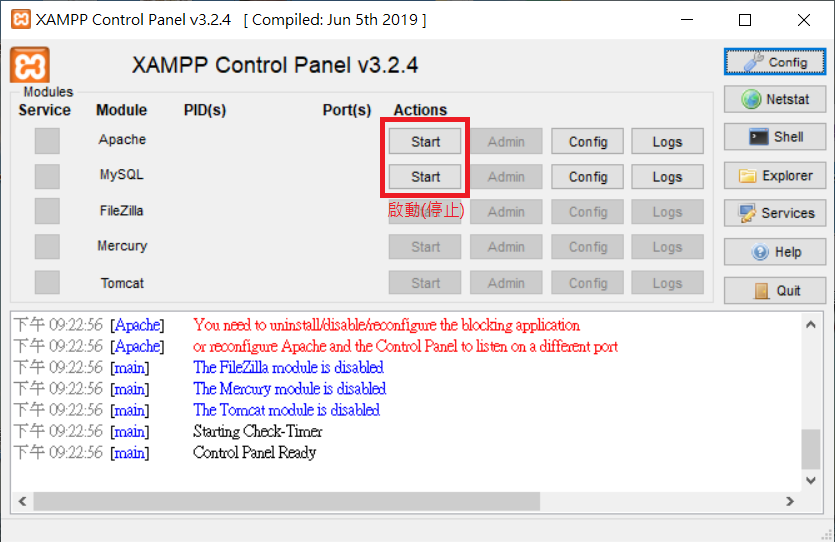 XAMPP Control Panel v3.2.4 [ Compiled: Jun 5th 2019 ]
XAMPP Control Panel v3.2.4
Config
Modules
Service Module PID(s) Port(s) Actions
Netstat
Apache Start Admin Config Logs
Shell
MySQL Start Admin Config Logs
Explorer
FileZilla 啟動(停止) Admin Config Logs
Services
Mercury Start Admin Config Logs
Help
Tomcat Start Admin Config Logs
Quit
下午 09:22:56 [Apache] You need to uninstall/disable/reconfigure the blocking application
下午 09:22:56 [Apache] or reconfigure Apache and the Control Panel to listen on a different port
下午 09:22:56 [main] The FileZilla module is disabled
下午 09:22:56 [main] The Mercury module is disabled
下午 09:22:56 [main] The Tomcat module is disabled
下午 09:22:56 [main] Starting Check-Timer
下午 09:22:56 [main] Control Panel Ready